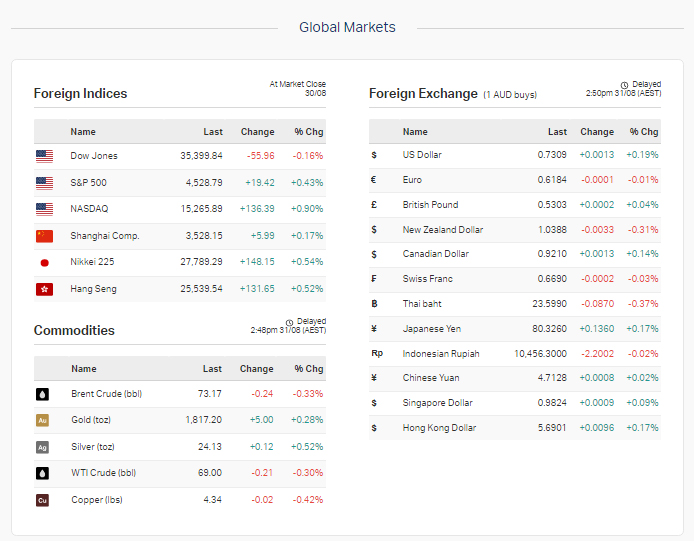 Global Markets
Foreign Indices
At Market Close
30/08
Name Last Change % Chg
Dow Jones 35,399.84 -55.96 -0.16%
S&P 500 4,528.79 +19.42 +0.43%
NASDAQ 15,265.89 +136.39 +0.90%
Shanghai Comp. 3,528.15 +5.99 +0.17%
Nikkei 225 27,789.29 +148.15 +0.54%
Hang Seng 25,539.54 +131.65 +0.52%
Commodities
Delayed
2:48pm 31/08 (AEST)
Name Last Change % Chg
Brent Crude (bbl) 73.17 -0.24 -0.33%
Au Gold (toz) 1,817.20 +5.00 +0.28%
Ag Silver (toz) 24.13 +0.12 +0.52%
WTI Crude (bbl) 69.00 -0.21 -0.30%
Cu Copper (lbs) 4.34 -0.02 -0.42%
Foreign Exchange (1 AUD buys)
Delayed
2:50pm 31/08 (AEST)
Name Last Change % Chg
$ US Dollar 0.7309 +0.0013 +0.19%
€ Euro 0.6184 -0.0001 -0.01%
£ British Pound 0.5303 +0.0002 +0.04%
$ New Zealand Dollar 1.0388 -0.0033 -0.31%
$ Canadian Dollar 0.9210 +0.0013 +0.14%
₣ Swiss Franc 0.6690 -0.0002 -0.03%
฿ Thai baht 23.5990 -0.0870 -0.37%
¥ Japanese Yen 80.3260 +0.1360 +0.17%
Rp Indonesian Rupiah 10,456.3000 -2.2002 -0.02%
¥ Chinese Yuan 4.7128 +0.0008 +0.02%
$ Singapore Dollar 0.9824 +0.0009 +0.09%
$ Hong Kong Dollar 5.6901 +0.0096 +0.17%